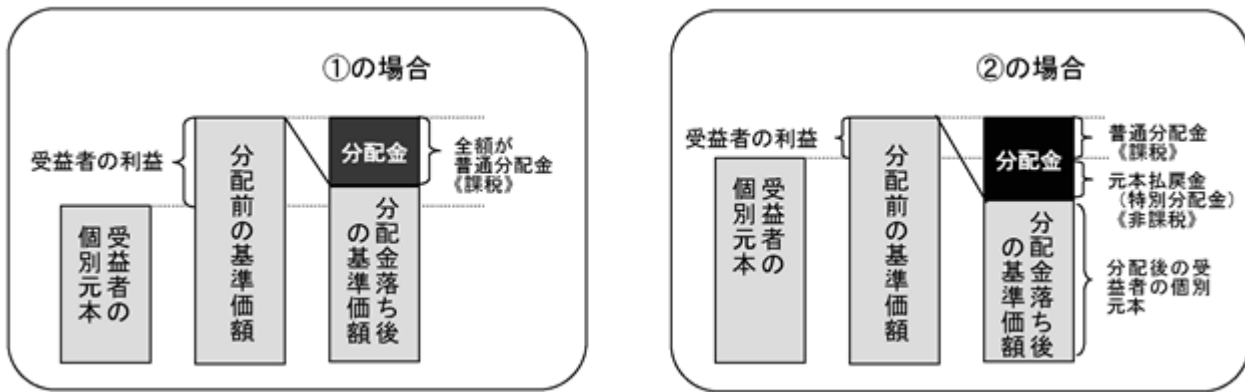 ①の場合
受益者の利益
受益者の
個別元本
分配前の基準価額
分配金
分配金落ち後
の基準価額
全額が
普通分配金
《課税》
②の場合
受益者の利益
受益者の
個別元本
分配前の基準価額
分配金
分配金落ち後
の基準価額
普通分配金
《課税》
元本払戻金
(特別分配金)
《非課税》
分配後の受
益者の個別
元本